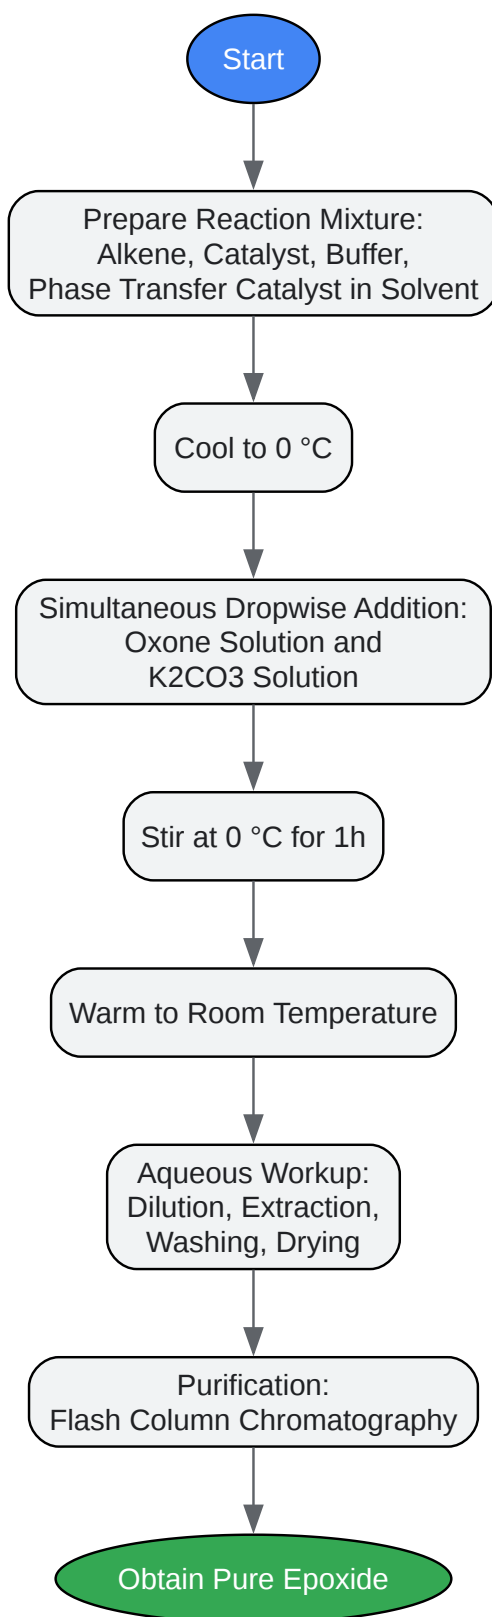 Start
Prepare Reaction Mixture:
Alkene, Catalyst, Buffer,
Phase Transfer Catalyst in Solvent
Cool to 0 °C
Simultaneous Dropwise Addition:
Oxone Solution and
K2CO3 Solution
Stir at 0 °C for 1h
Warm to Room Temperature
Aqueous Workup:
Dilution, Extraction,
Washing, Drying
Purification:
Flash Column Chromatography
Obtain Pure Epoxide